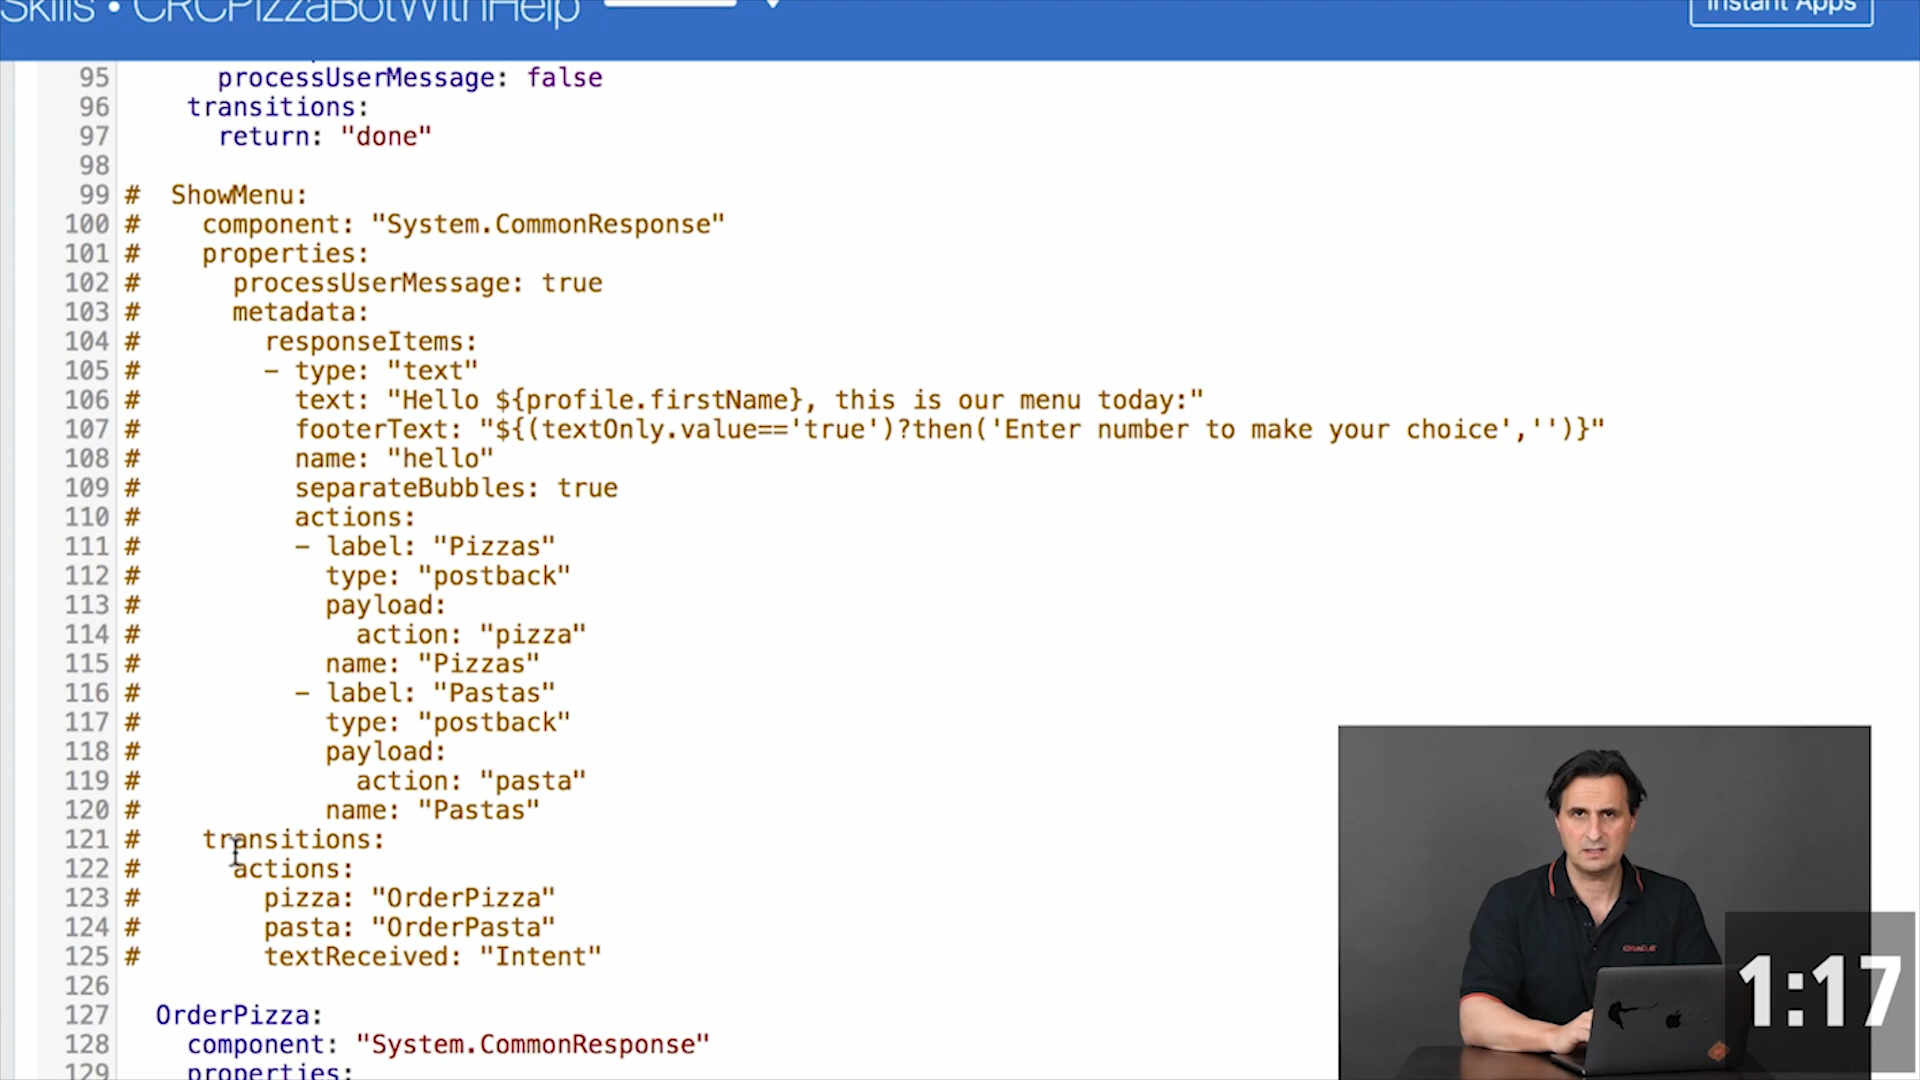 Skills • CRCPizzaBotWithHelp
Instant Apps
95 processUserMessage: false
96 transitions:
97 return: "done"
98
99 # ShowMenu:
100 # component: "System.CommonResponse"
101 # properties:
102 # processUserMessage: true
103 # metadata:
104 # responseItems:
105 # - type: "text"
106 # text: "Hello ${profile.firstName}, this is our menu today:"
107 # footerText: "${(textOnly.value=='true')?then('Enter number to make your choice','')}"
108 # name: "hello"
109 # separateBubbles: true
110 # actions:
111 # - label: "Pizzas"
112 # type: "postback"
113 # payload:
114 # action: "pizza"
115 # name: "Pizzas"
116 # - label: "Pastas"
117 # type: "postback"
118 # payload:
119 # action: "pasta"
120 # name: "Pastas"
121 # transitions:
122 # actions:
123 # pizza: "OrderPizza"
124 # pasta: "OrderPasta"
125 # textReceived: "Intent"
126
127 OrderPizza:
128 component: "System.CommonResponse"
129 properties:
ORACLE
1:17